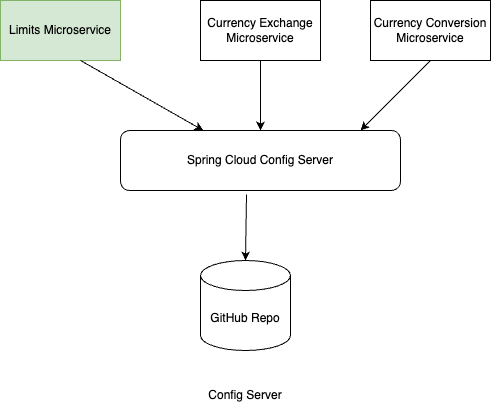 Limits Microservice
Currency Exchange
Microservice
Currency Conversion
Microservice
Spring Cloud Config Server
GitHub Repo
Config Server